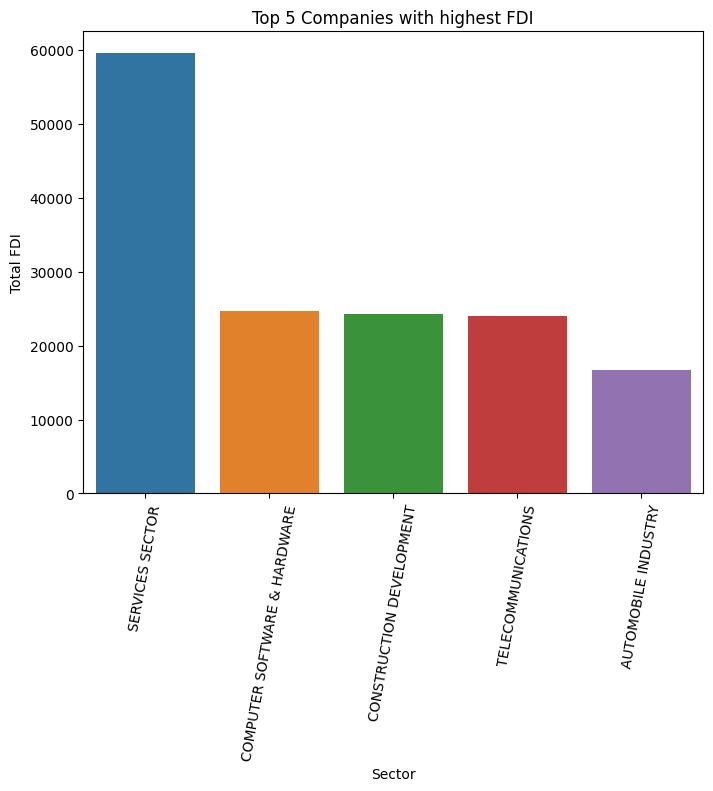 Top 5 Companies with highest FDI
Total FDI
60000
50000
40000
30000
20000
10000
0
SERVICES SECTOR
COMPUTER SOFTWARE & HARDWARE
CONSTRUCTION DEVELOPMENT
TELECOMMUNICATIONS
AUTOMOBILE INDUSTRY
Sector